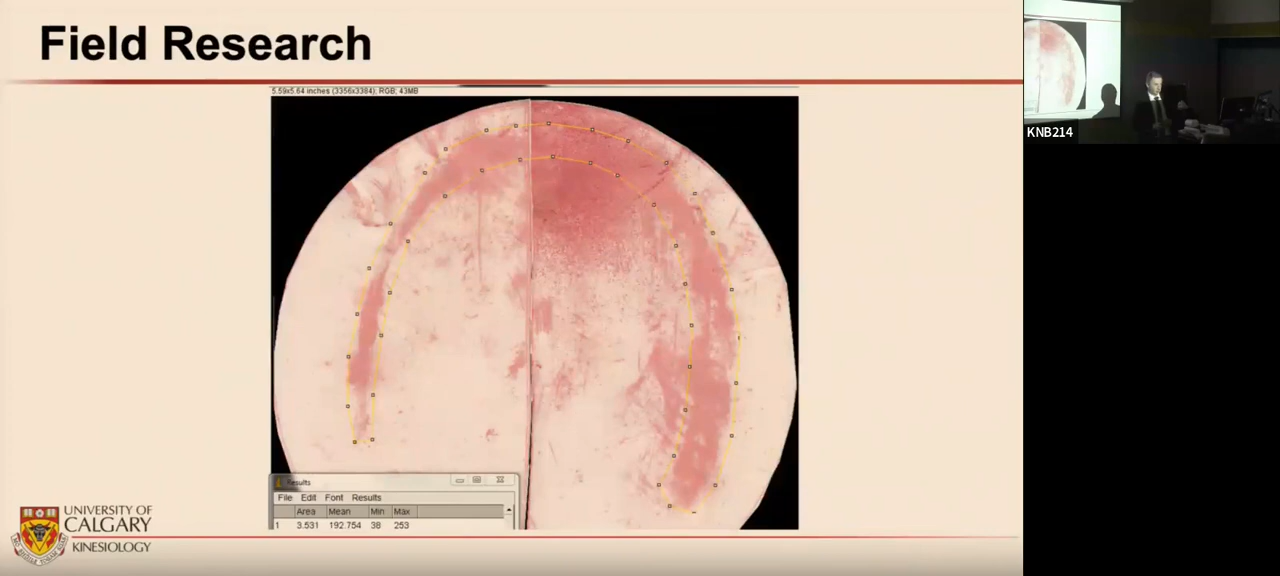 Field Research
5.59x5.64 inches (3356x3384); RGB; 43MB
KNB214
Results
File Edit Font Results
Area Mean Min Max
1 3.531 192.754 38 253
UNIVERSITY OF
CALGARY
KINESIOLOGY